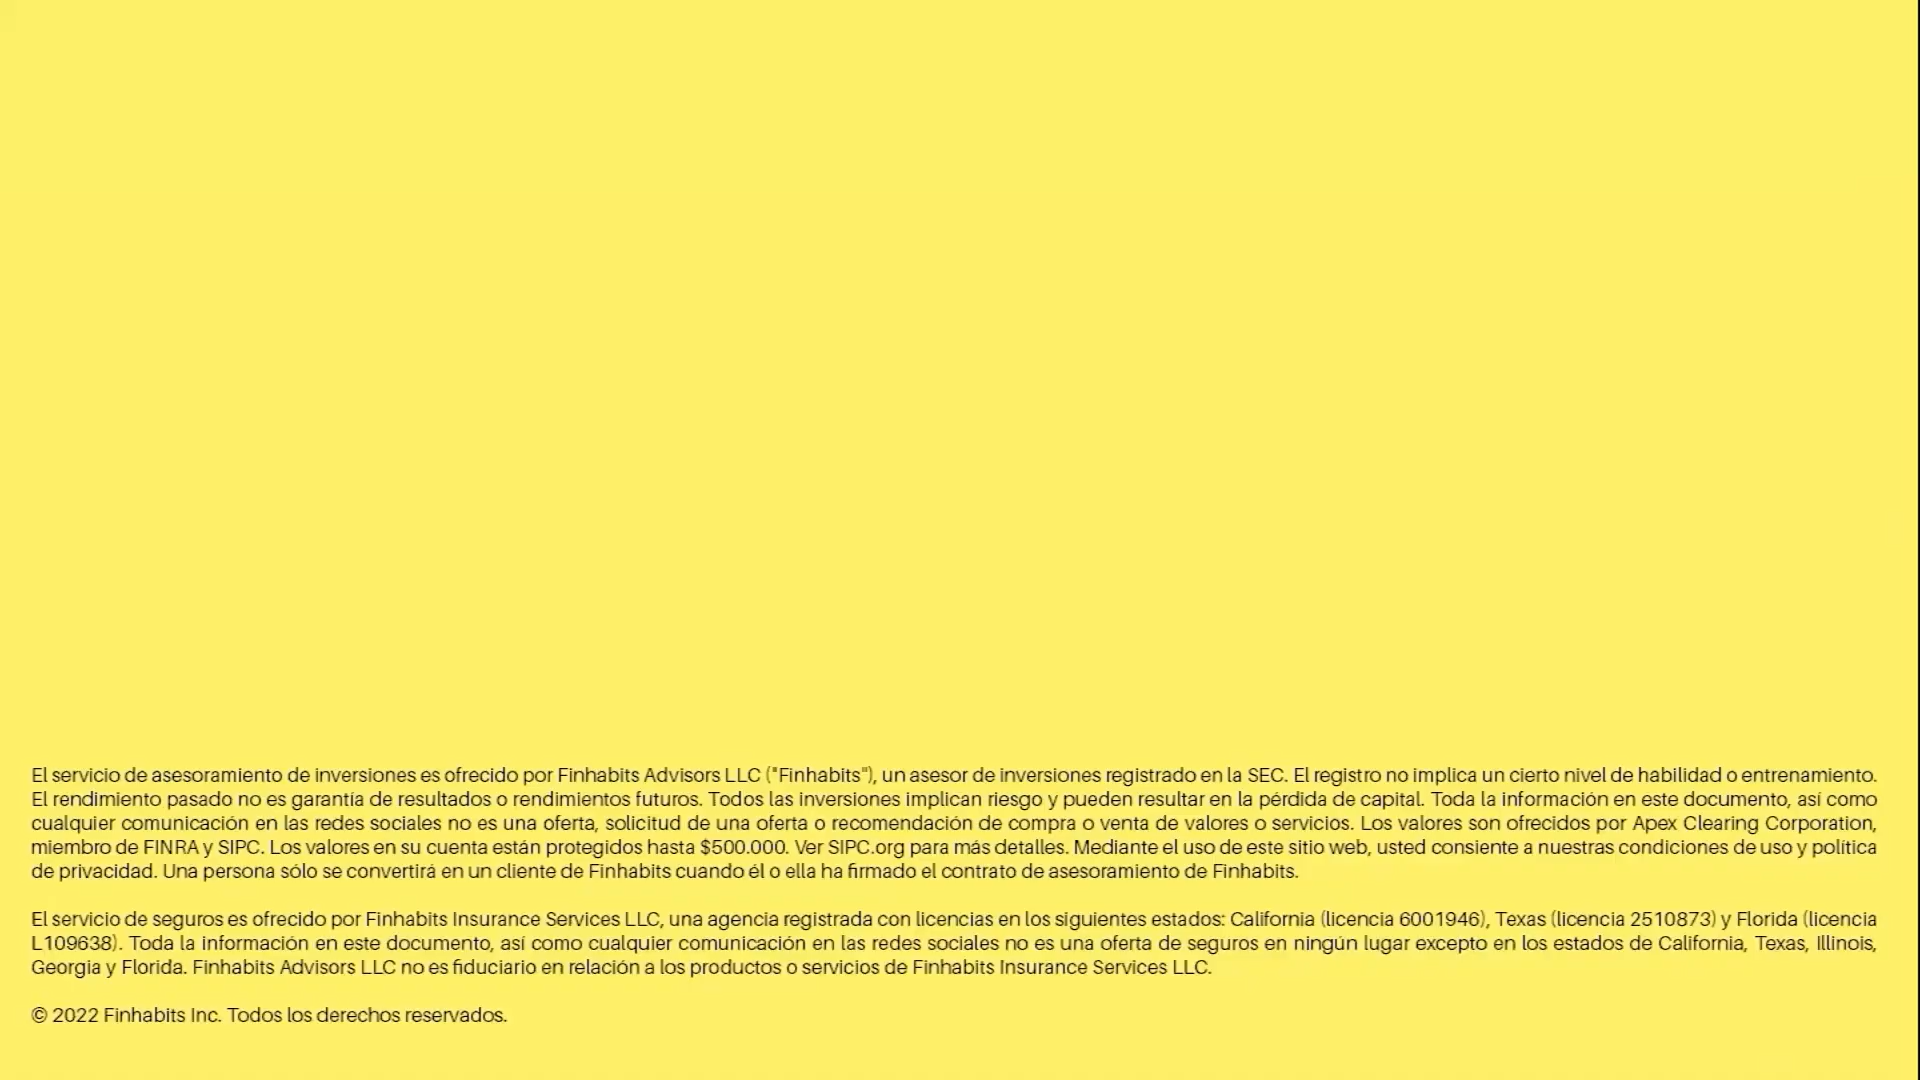 El servicio de asesoramiento de inversiones es ofrecido por Finhabits Advisors LLC ("Finhabits"), un asesor de inversiones registrado en la SEC. El registro no implica un cierto nivel de habilidad o entrenamiento.
El rendimiento pasado no es garantía de resultados o rendimientos futuros. Todos las inversiones implican riesgo y pueden resultar en la pérdida de capital. Toda la información en este documento, así como
cualquier comunicación en las redes sociales no es una oferta, solicitud de una oferta o recomendación de compra o venta de valores o servicios. Los valores son ofrecidos por Apex Clearing Corporation,
miembro de FINRA y SIPC. Los valores en su cuenta están protegidos hasta $500.000. Ver SIPC.org para más detalles. Mediante el uso de este sitio web, usted consiente a nuestras condiciones de uso y política
de privacidad. Una persona sólo se convertirá en un cliente de Finhabits cuando él o ella ha firmado el contrato de asesoramiento de Finhabits.
El servicio de seguros es ofrecido por Finhabits Insurance Services LLC, una agencia registrada con licencias en los siguientes estados: California (licencia 6001946), Texas (licencia 2510873) y Florida (licencia
L109638). Toda la información en este documento, así como cualquier comunicación en las redes sociales no es una oferta de seguros en ningún lugar excepto en los estados de California, Texas, Illinois,
Georgia y Florida. Finhabits Advisors LLC no es fiduciario en relación a los productos o servicios de Finhabits Insurance Services LLC.
© 2022 Finhabits Inc. Todos los derechos reservados.